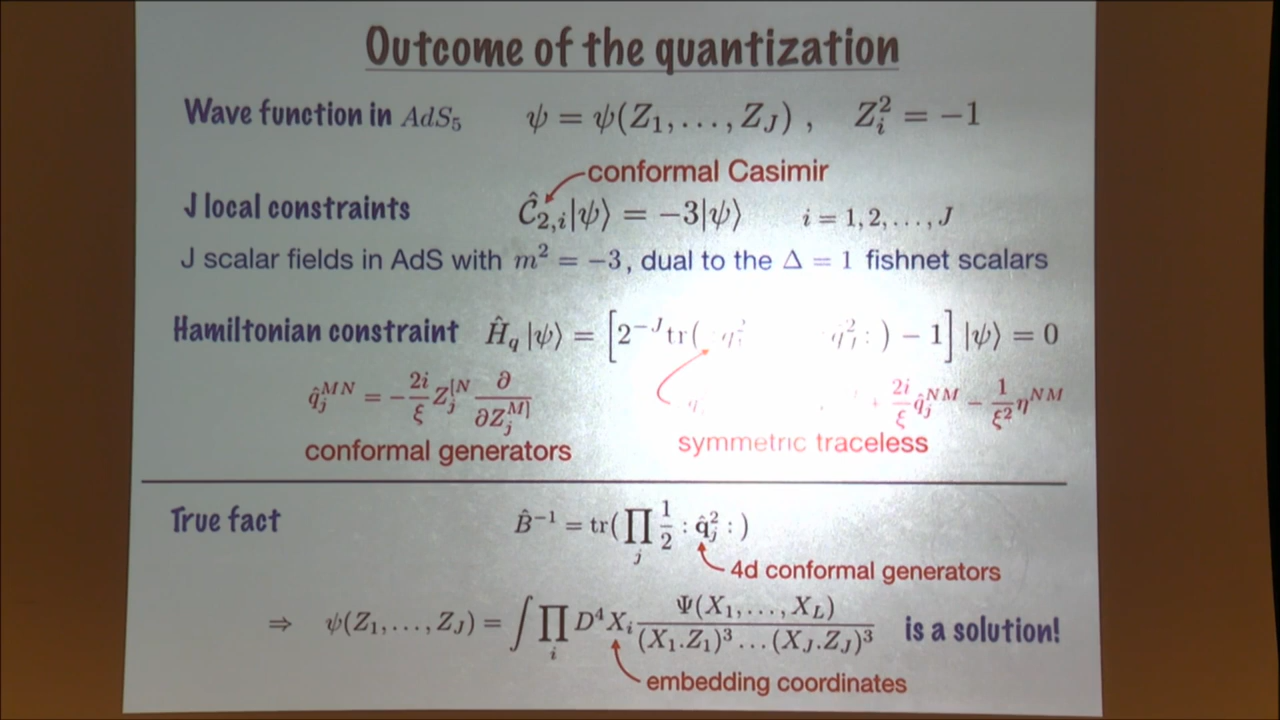 Outcome of the quantization
Wave function in AdS₅ ψ = ψ(Z₁, . . . , Z_J) , Z_i² = −1
conformal Casimir
J local constraints Ĉ_{2,i}|ψ⟩ = −3|ψ⟩ i = 1, 2, . . . , J
J scalar fields in AdS with m² = −3, dual to the Δ = 1 fishnet scalars
Hamiltonian constraint Ĥ_q |ψ⟩ = [2^{−J} tr( : ) − 1] |ψ⟩ = 0
q̂_j^{MN} = −(2i/ξ) Z_j^{[N} ∂/∂Z_j^{M]} + (2i/ξ) q̂_j^{NM} − (1/ξ²) η^{NM}
conformal generators symmetric traceless
True fact B̂^{−1} = tr(∏_j ½ : q̂_j² : )
4d conformal generators
⇒ ψ(Z₁, . . . , Z_J) = ∫ ∏_i D⁴X_i Ψ(X₁, . . . , X_L) / (X₁.Z₁)³ . . . (X_J.Z_J)³ is a solution!
embedding coordinates